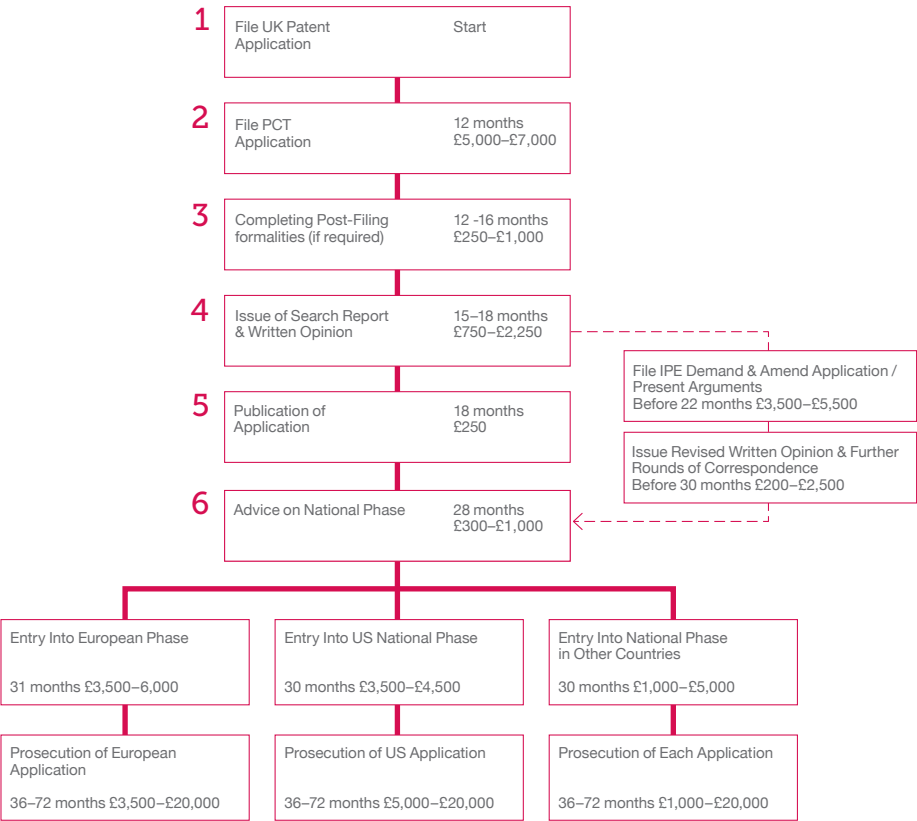 1
File UK Patent
Application
Start
2
File PCT
Application
12 months
£5,000–£7,000
3
Completing Post-Filing
formalities (if required)
12 -16 months
£250–£1,000
4
Issue of Search Report
& Written Opinion
15–18 months
£750–£2,250
File IPE Demand & Amend Application /
Present Arguments
Before 22 months £3,500–£5,500
5
Publication of
Application
18 months
£250
Issue Revised Written Opinion & Further
Rounds of Correspondence
Before 30 months £200–£2,500
6
Advice on National Phase
28 months
£300–£1,000
Entry Into European Phase
31 months £3,500–6,000
Entry Into US National Phase
30 months £3,500–£4,500
Entry Into National Phase
in Other Countries
30 months £1,000–£5,000
Prosecution of European
Application
36–72 months £3,500–£20,000
Prosecution of US Application
36–72 months £5,000–£20,000
Prosecution of Each Application
36–72 months £1,000–£20,000